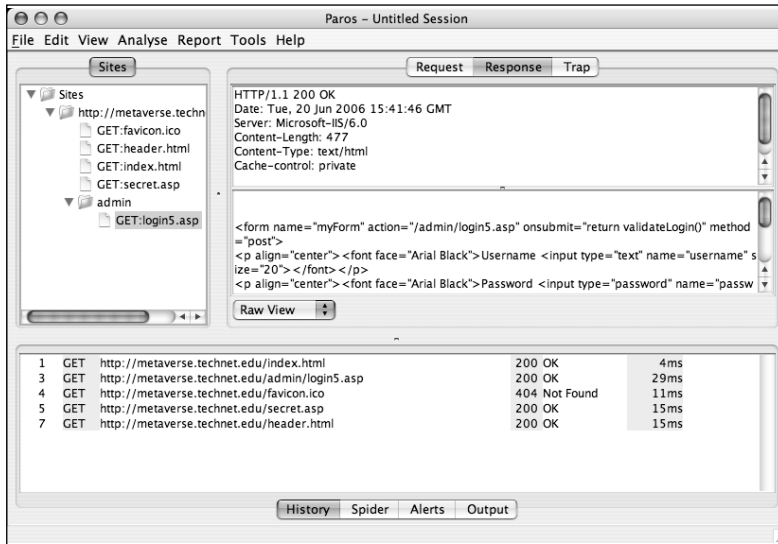 Paros - Untitled Session
File Edit View Analyse Report Tools Help
Sites
Sites
http://metaverse.techn
GET:favicon.ico
GET:header.html
GET:index.html
GET:secret.asp
admin
GET:login5.asp
Request Response Trap
HTTP/1.1 200 OK
Date: Tue, 20 Jun 2006 15:41:46 GMT
Server: Microsoft-IIS/6.0
Content-Length: 477
Content-Type: text/html
Cache-control: private
<form name="myForm" action="/admin/login5.asp" onsubmit="return validateLogin()" method
="post">
<p align="center"><font face="Arial Black">Username <input type="text" name="username" s
ize="20"></font></p>
<p align="center"><font face="Arial Black">Password <input type="password" name="passw
Raw View
1 GET http://metaverse.technet.edu/index.html 200 OK 4ms
3 GET http://metaverse.technet.edu/admin/login5.asp 200 OK 29ms
4 GET http://metaverse.technet.edu/favicon.ico 404 Not Found 11ms
5 GET http://metaverse.technet.edu/secret.asp 200 OK 15ms
7 GET http://metaverse.technet.edu/header.html 200 OK 15ms
History Spider Alerts Output